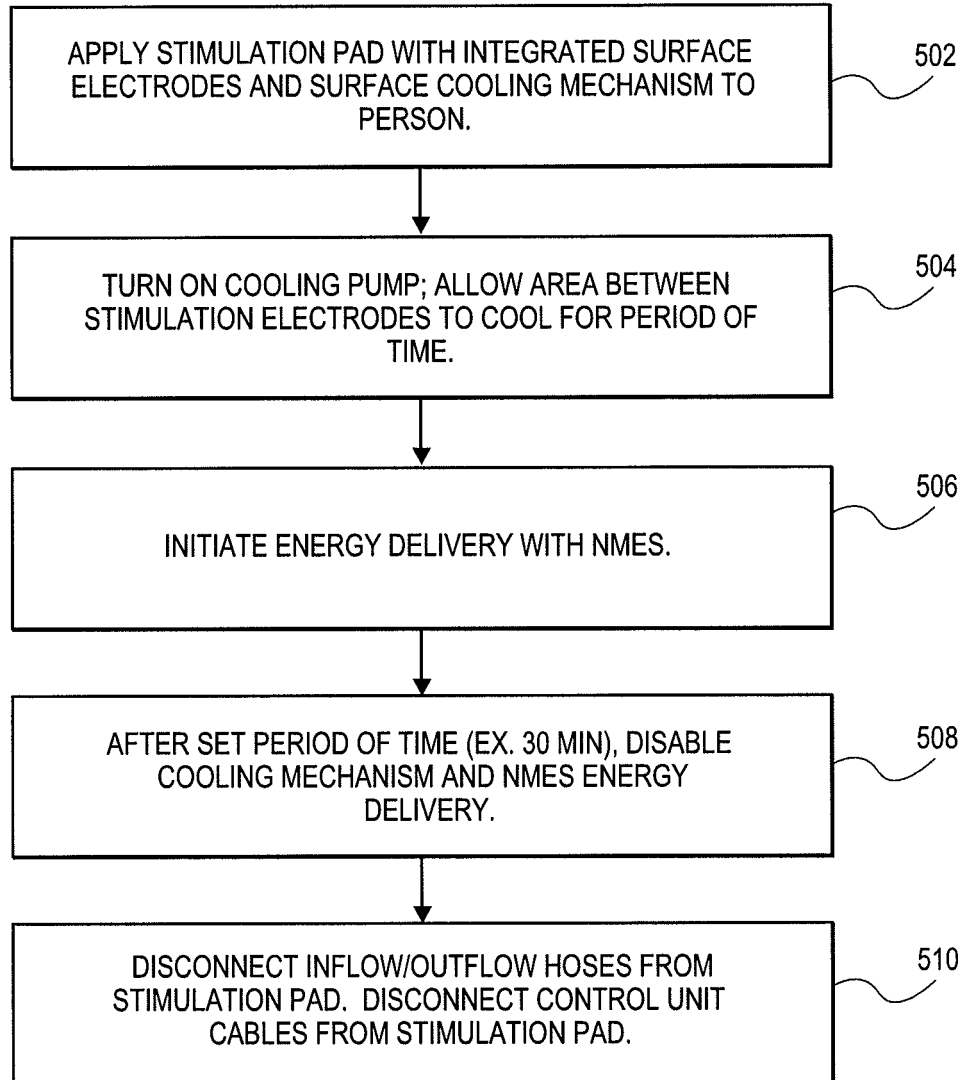 APPLY STIMULATION PAD WITH INTEGRATED SURFACE
ELECTRODES AND SURFACE COOLING MECHANISM TO
PERSON.
502
TURN ON COOLING PUMP; ALLOW AREA BETWEEN
STIMULATION ELECTRODES TO COOL FOR PERIOD OF
TIME.
504
INITIATE ENERGY DELIVERY WITH NMES.
506
AFTER SET PERIOD OF TIME (EX. 30 MIN), DISABLE
COOLING MECHANISM AND NMES ENERGY
DELIVERY.
508
DISCONNECT INFLOW/OUTFLOW HOSES FROM
STIMULATION PAD. DISCONNECT CONTROL UNIT
CABLES FROM STIMULATION PAD.
510